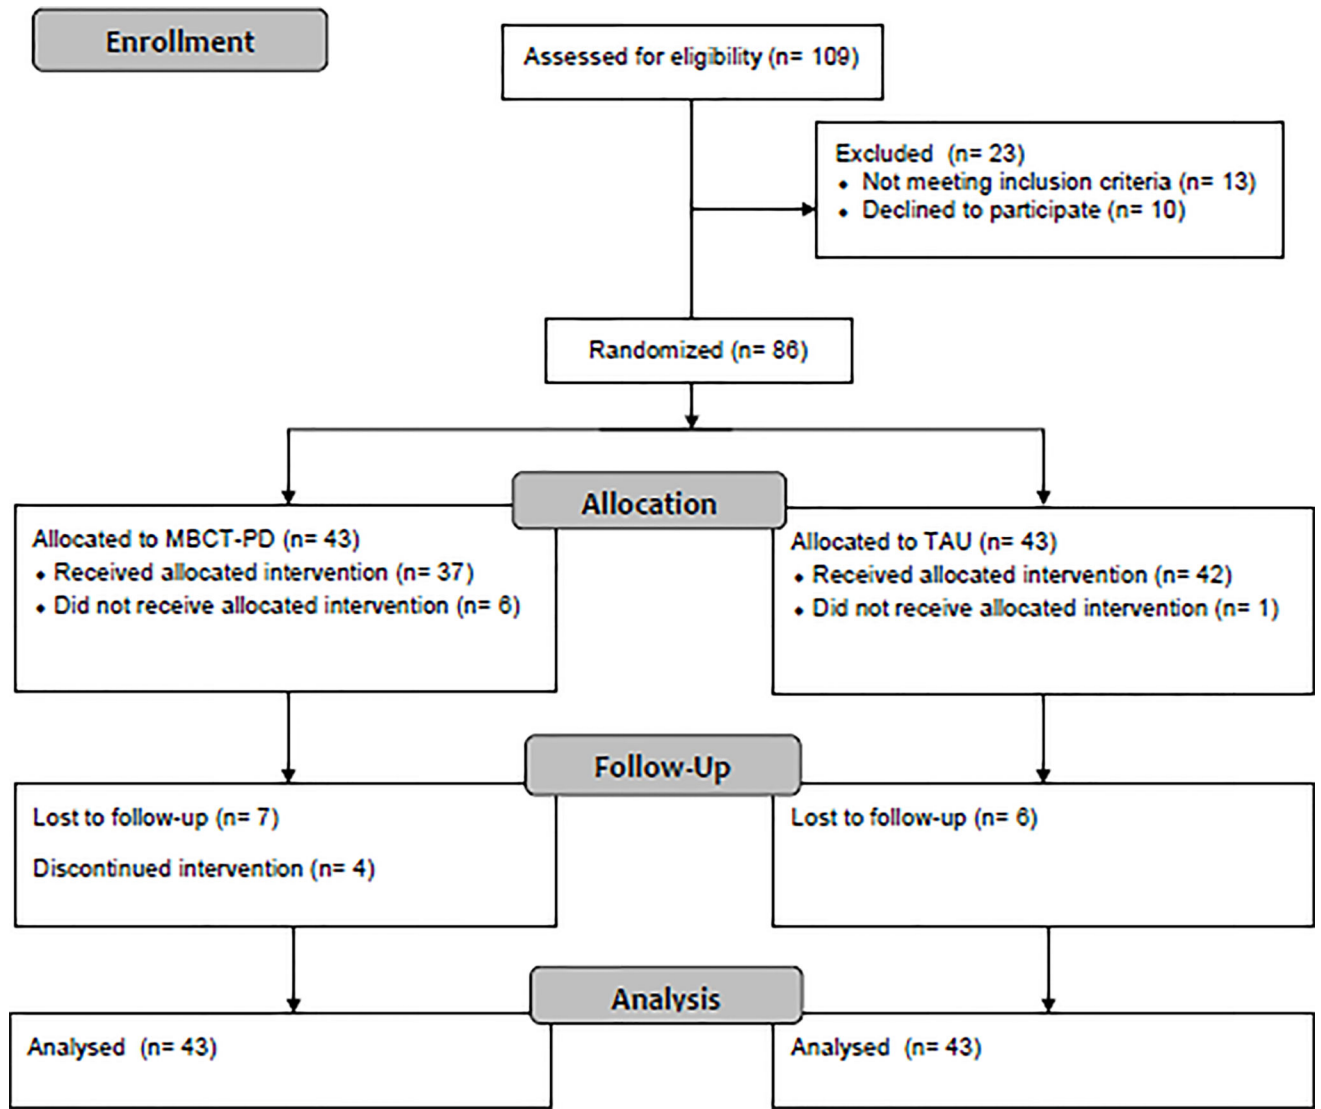 Enrollment
Assessed for eligibility (n= 109)
Excluded (n= 23)
• Not meeting inclusion criteria (n= 13)
• Declined to participate (n= 10)
Randomized (n= 86)
Allocation
Allocated to MBCT-PD (n= 43)
• Received allocated intervention (n= 37)
• Did not receive allocated intervention (n= 6)
Allocated to TAU (n= 43)
• Received allocated intervention (n= 42)
• Did not receive allocated intervention (n= 1)
Follow-Up
Lost to follow-up (n= 7)
Discontinued intervention (n= 4)
Lost to follow-up (n= 6)
Analysis
Analysed (n= 43)
Analysed (n= 43)